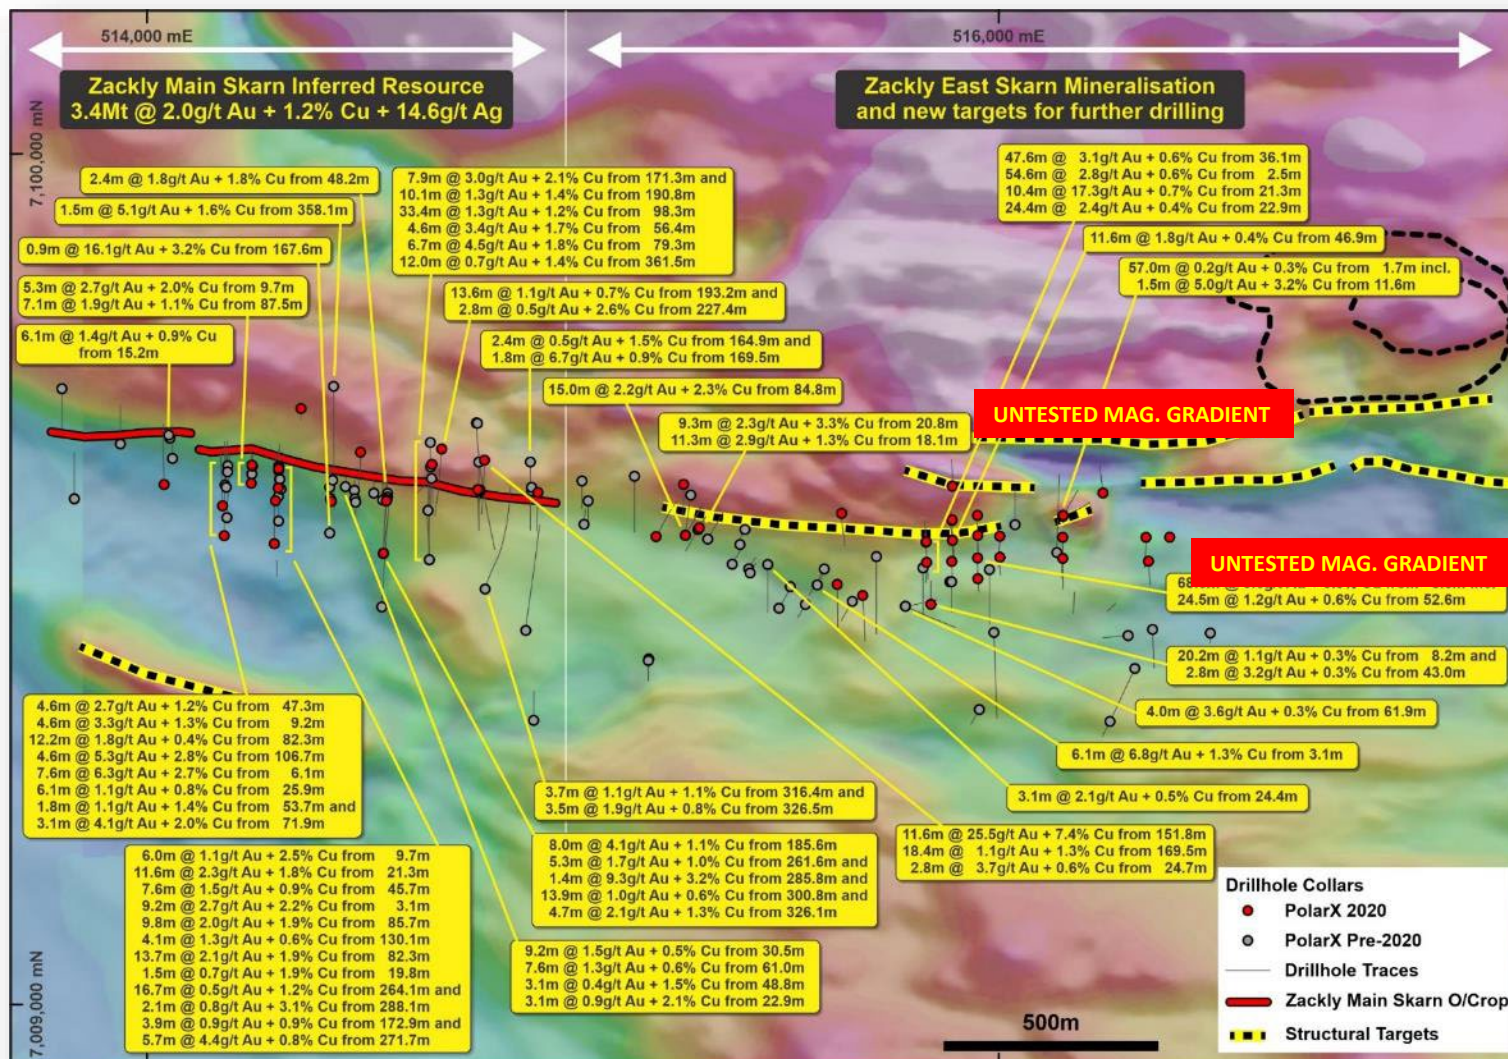 514,000 mE
516,000 mE
Zackly Main Skarn Inferred Resource
3.4Mt @ 2.0g/t Au + 1.2% Cu + 14.6g/t Ag
Zackly East Skarn Mineralisation
and new targets for further drilling
7,100,000 mN
2.4m @ 1.8g/t Au + 1.8% Cu from 48.2m
1.5m @ 5.1g/t Au + 1.6% Cu from 358.1m
0.9m @ 16.1g/t Au + 3.2% Cu from 167.6m
5.3m @ 2.7g/t Au + 2.0% Cu from 9.7m
7.1m @ 1.9g/t Au + 1.1% Cu from 87.5m
6.1m @ 1.4g/t Au + 0.9% Cu
from 15.2m
7.9m @ 3.0g/t Au + 2.1% Cu from 171.3m and
10.1m @ 1.3g/t Au + 1.4% Cu from 190.8m
33.4m @ 1.3g/t Au + 1.2% Cu from 98.3m
4.6m @ 3.4g/t Au + 1.7% Cu from 56.4m
6.7m @ 4.5g/t Au + 1.8% Cu from 79.3m
12.0m @ 0.7g/t Au + 1.4% Cu from 361.5m
13.6m @ 1.1g/t Au + 0.7% Cu from 193.2m and
2.8m @ 0.5g/t Au + 2.6% Cu from 227.4m
2.4m @ 0.5g/t Au + 1.5% Cu from 164.9m and
1.8m @ 6.7g/t Au + 0.9% Cu from 169.5m
15.0m @ 2.2g/t Au + 2.3% Cu from 84.8m
9.3m @ 2.3g/t Au + 3.3% Cu from 20.8m
11.3m @ 2.9g/t Au + 1.3% Cu from 18.1m
47.6m @ 3.1g/t Au + 0.6% Cu from 36.1m
54.6m @ 2.8g/t Au + 0.6% Cu from 2.5m
10.4m @ 17.3g/t Au + 0.7% Cu from 21.3m
24.4m @ 2.4g/t Au + 0.4% Cu from 22.9m
11.6m @ 1.8g/t Au + 0.4% Cu from 46.9m
57.0m @ 0.2g/t Au + 0.3% Cu from 1.7m incl.
1.5m @ 5.0g/t Au + 3.2% Cu from 11.6m
UNTESTED MAG. GRADIENT
UNTESTED MAG. GRADIENT
24.5m @ 1.2g/t Au + 0.6% Cu from 52.6m
20.2m @ 1.1g/t Au + 0.3% Cu from 8.2m and
2.8m @ 3.2g/t Au + 0.3% Cu from 43.0m
4.0m @ 3.6g/t Au + 0.3% Cu from 61.9m
6.1m @ 6.8g/t Au + 1.3% Cu from 3.1m
3.1m @ 2.1g/t Au + 0.5% Cu from 24.4m
11.6m @ 25.5g/t Au + 7.4% Cu from 151.8m
18.4m @ 1.1g/t Au + 1.3% Cu from 169.5m
2.8m @ 3.7g/t Au + 0.6% Cu from 24.7m
4.6m @ 2.7g/t Au + 1.2% Cu from 47.3m
4.6m @ 3.3g/t Au + 1.3% Cu from 9.2m
12.2m @ 1.8g/t Au + 0.4% Cu from 82.3m
4.6m @ 5.3g/t Au + 2.8% Cu from 106.7m
7.6m @ 6.3g/t Au + 2.7% Cu from 6.1m
6.1m @ 1.1g/t Au + 0.8% Cu from 25.9m
1.8m @ 1.1g/t Au + 1.4% Cu from 53.7m and
3.1m @ 4.1g/t Au + 2.0% Cu from 71.9m
6.0m @ 1.1g/t Au + 2.5% Cu from 9.7m
11.6m @ 2.3g/t Au + 1.8% Cu from 21.3m
7.6m @ 1.5g/t Au + 0.9% Cu from 45.7m
9.2m @ 2.7g/t Au + 2.2% Cu from 3.1m
9.8m @ 2.0g/t Au + 1.9% Cu from 85.7m
4.1m @ 1.3g/t Au + 0.6% Cu from 130.1m
13.7m @ 2.1g/t Au + 1.9% Cu from 82.3m
1.5m @ 0.7g/t Au + 1.9% Cu from 19.8m
16.7m @ 0.5g/t Au + 1.2% Cu from 264.1m and
2.1m @ 0.8g/t Au + 3.1% Cu from 288.1m
3.9m @ 0.9g/t Au + 0.9% Cu from 172.9m and
5.7m @ 4.4g/t Au + 0.8% Cu from 271.7m
3.7m @ 1.1g/t Au + 1.1% Cu from 316.4m and
3.5m @ 1.9g/t Au + 0.8% Cu from 326.5m
8.0m @ 4.1g/t Au + 1.1% Cu from 185.6m
5.3m @ 1.7g/t Au + 1.0% Cu from 261.6m and
1.4m @ 9.3g/t Au + 3.2% Cu from 285.8m and
13.9m @ 1.0g/t Au + 0.6% Cu from 300.8m and
4.7m @ 2.1g/t Au + 1.3% Cu from 326.1m
9.2m @ 1.5g/t Au + 0.5% Cu from 30.5m
7.6m @ 1.3g/t Au + 0.6% Cu from 61.0m
3.1m @ 0.4g/t Au + 1.5% Cu from 48.8m
3.1m @ 0.9g/t Au + 2.1% Cu from 22.9m
7,009,000 mN
500m
Drillhole Collars
PolarX 2020
PolarX Pre-2020
Drillhole Traces
Zackly Main Skarn O/Crop
Structural Targets